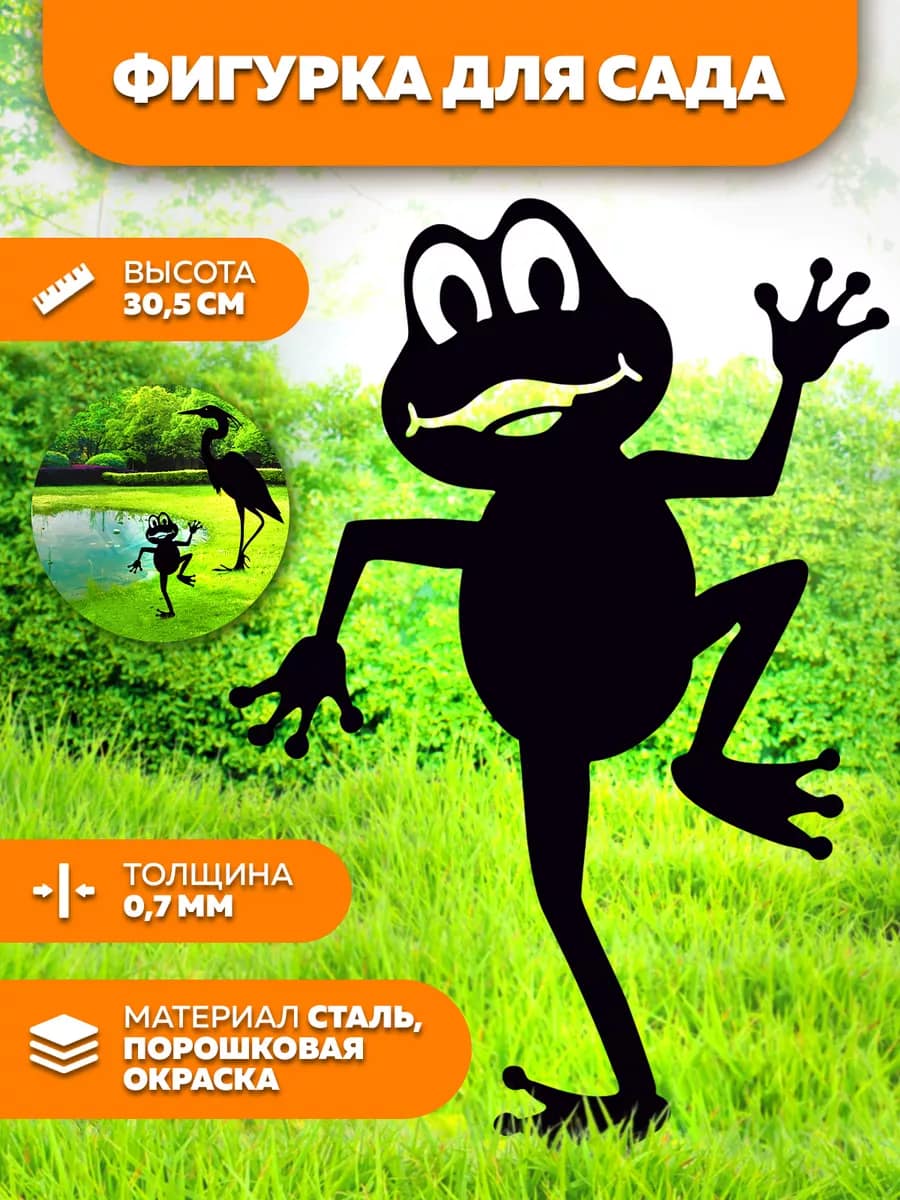 ФИГУРКА ДЛЯ САДА
ВЫСОТА
30,5 СМ
ТОЛЩИНА
0,7 ММ
МАТЕРИАЛ СТАЛЬ,
ПОРОШКОВАЯ
ОКРАСКА